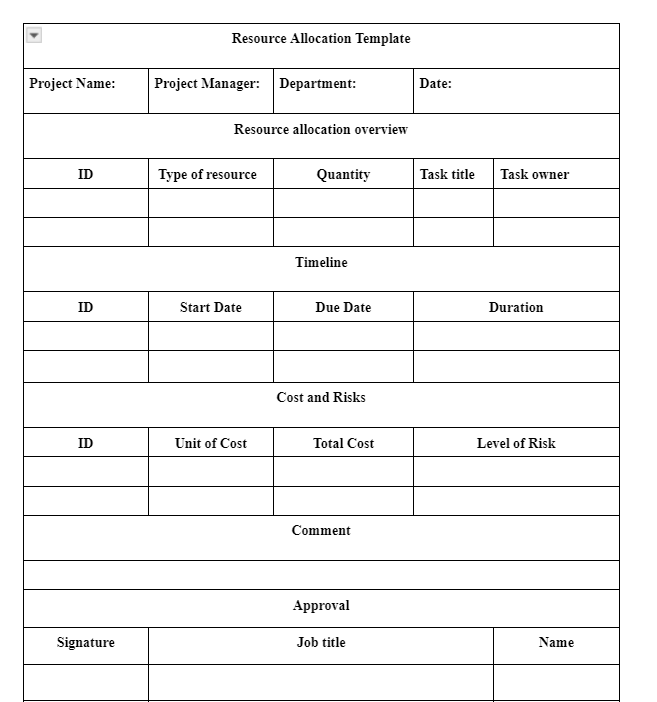 Resource Allocation Template
Project Name: Project Manager: Department: Date:
Resource allocation overview
ID Type of resource Quantity Task title Task owner
Timeline
ID Start Date Due Date Duration
Cost and Risks
ID Unit of Cost Total Cost Level of Risk
Comment
Approval
Signature Job title Name